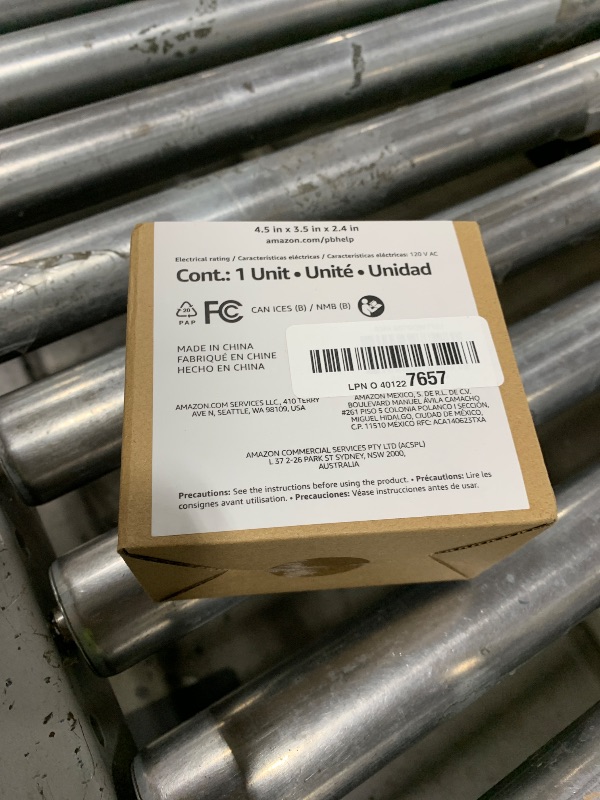 4.5 in x 3.5 in x 2.4 in
amazon.com/pbhelp
Electrical rating / Caractéristiques électriques / Características eléctricas: 120 V AC
Cont.: 1 Unit • Unité • Unidad
20
PAP
FC
CAN ICES (B) / NMB (B)
MADE IN CHINA
FABRIQUÉ EN CHINE
HECHO EN CHINA
LPN O 401227657
AMAZON.COM SERVICES LLC, 410 TERRY
AVE N, SEATTLE, WA 98109, USA
AMAZON MEXICO, S. DE R.L. DE C.V.
BOULEVARD MANUEL ÁVILA CAMACHO
#261 PISO 5 COLONIA POLANCO I SECCIÓN,
MIGUEL HIDALGO, CIUDAD DE MÉXICO,
C.P. 11510 MEXICO RFC: ACA140623TXA
AMAZON COMMERCIAL SERVICES PTY LTD (ACSPL)
L 37 2-26 PARK ST SYDNEY, NSW 2000,
AUSTRALIA
Precautions: See the instructions before using the product. • Précautions: Lire les
consignes avant utilisation. • Precauciones: Véase instrucciones antes de usar.